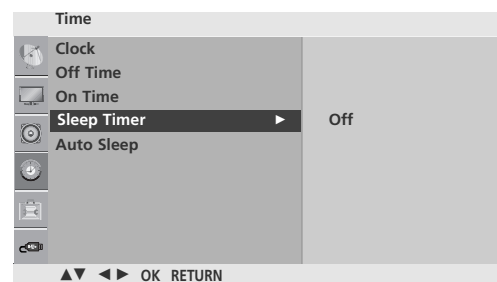 Time
Clock
Off Time
On Time
Sleep Timer ► Off
Auto Sleep
▲▼ ◄► OK RETURN